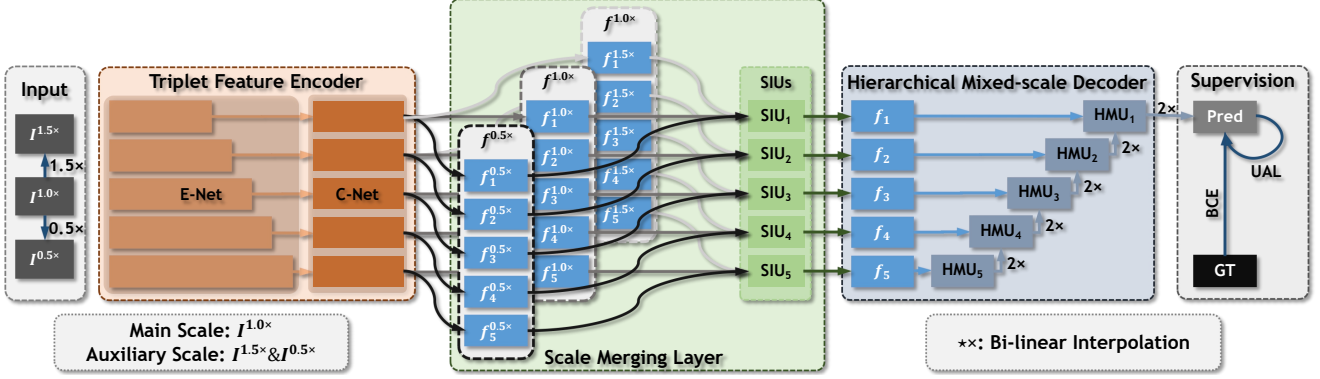 Input
I^{1.5×}
1.5×
I^{1.0×}
0.5×
I^{0.5×}
Triplet Feature Encoder
E-Net
C-Net
Main Scale: I^{1.0×}
Auxiliary Scale: I^{1.5×}&I^{0.5×}
f^{1.0×}
f_1^{1.5×}
f_2^{1.5×}
f_3^{1.5×}
f_4^{1.5×}
f_5^{1.5×}
f^{1.0×}
f_1^{1.0×}
f_2^{1.0×}
f_3^{1.0×}
f_4^{1.0×}
f_5^{1.0×}
f^{0.5×}
f_1^{0.5×}
f_2^{0.5×}
f_3^{0.5×}
f_4^{0.5×}
f_5^{0.5×}
Scale Merging Layer
SIUs
SIU_1
SIU_2
SIU_3
SIU_4
SIU_5
Hierarchical Mixed-scale Decoder
f_1
f_2
f_3
f_4
f_5
HMU_1
2×
HMU_2
2×
HMU_3
2×
HMU_4
2×
HMU_5
2×
Supervision
Pred
UAL
BCE
GT
⋆×: Bi-linear Interpolation